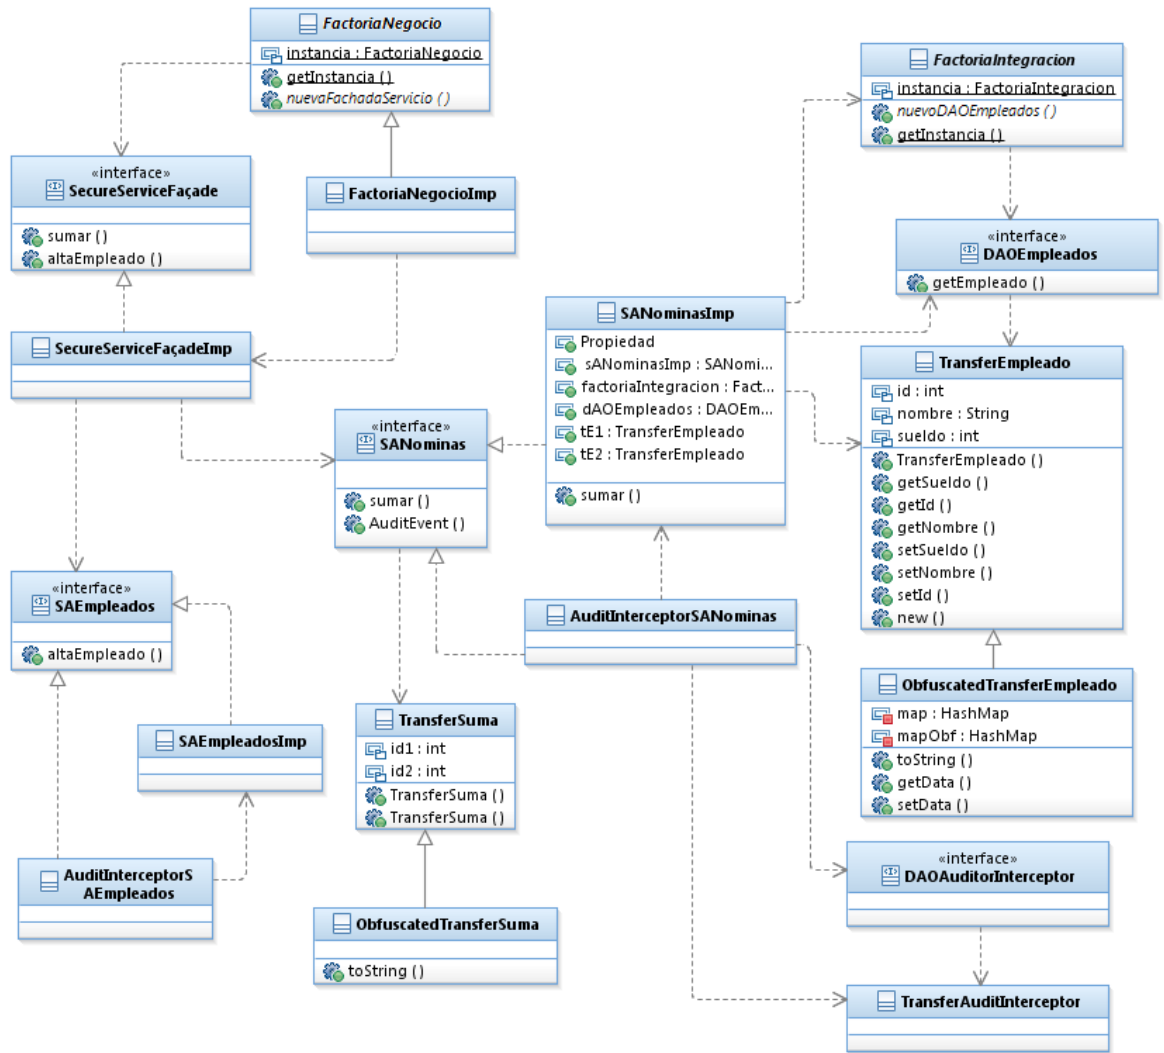 FactoriaNegocio
instancia : FactoriaNegocio
getInstancia ( )
nuevaFachadaServicio ( )
FactoriaIntegracion
instancia : FactoriaIntegracion
nuevoDAOEmpleados ( )
getInstancia ( )
«interface»
SecureServiceFaçade
sumar ( )
altaEmpleado ( )
FactoriaNegocioImp
«interface»
DAOEmpleados
getEmpleado ( )
SecureServiceFaçadeImp
SANominasImp
Propiedad
sANominasImp : SANomi...
factoriaIntegracion : Fact...
dAOEmpleados : DAOEm...
tE1 : TransferEmpleado
tE2 : TransferEmpleado
sumar ( )
TransferEmpleado
id : int
nombre : String
sueldo : int
TransferEmpleado ( )
getSueldo ( )
getId ( )
getNombre ( )
setSueldo ( )
setNombre ( )
setId ( )
new ( )
«interface»
SANominas
sumar ( )
AuditEvent ( )
«interface»
SAEmpleados
altaEmpleado ( )
AuditInterceptorSANominas
ObfuscatedTransferEmpleado
map : HashMap
mapObf : HashMap
toString ( )
getData ( )
setData ( )
SAEmpleadosImp
TransferSuma
id1 : int
id2 : int
TransferSuma ( )
TransferSuma ( )
AuditInterceptorS
AEmpleados
«interface»
DAOAuditorInterceptor
ObfuscatedTransferSuma
toString ( )
TransferAuditInterceptor